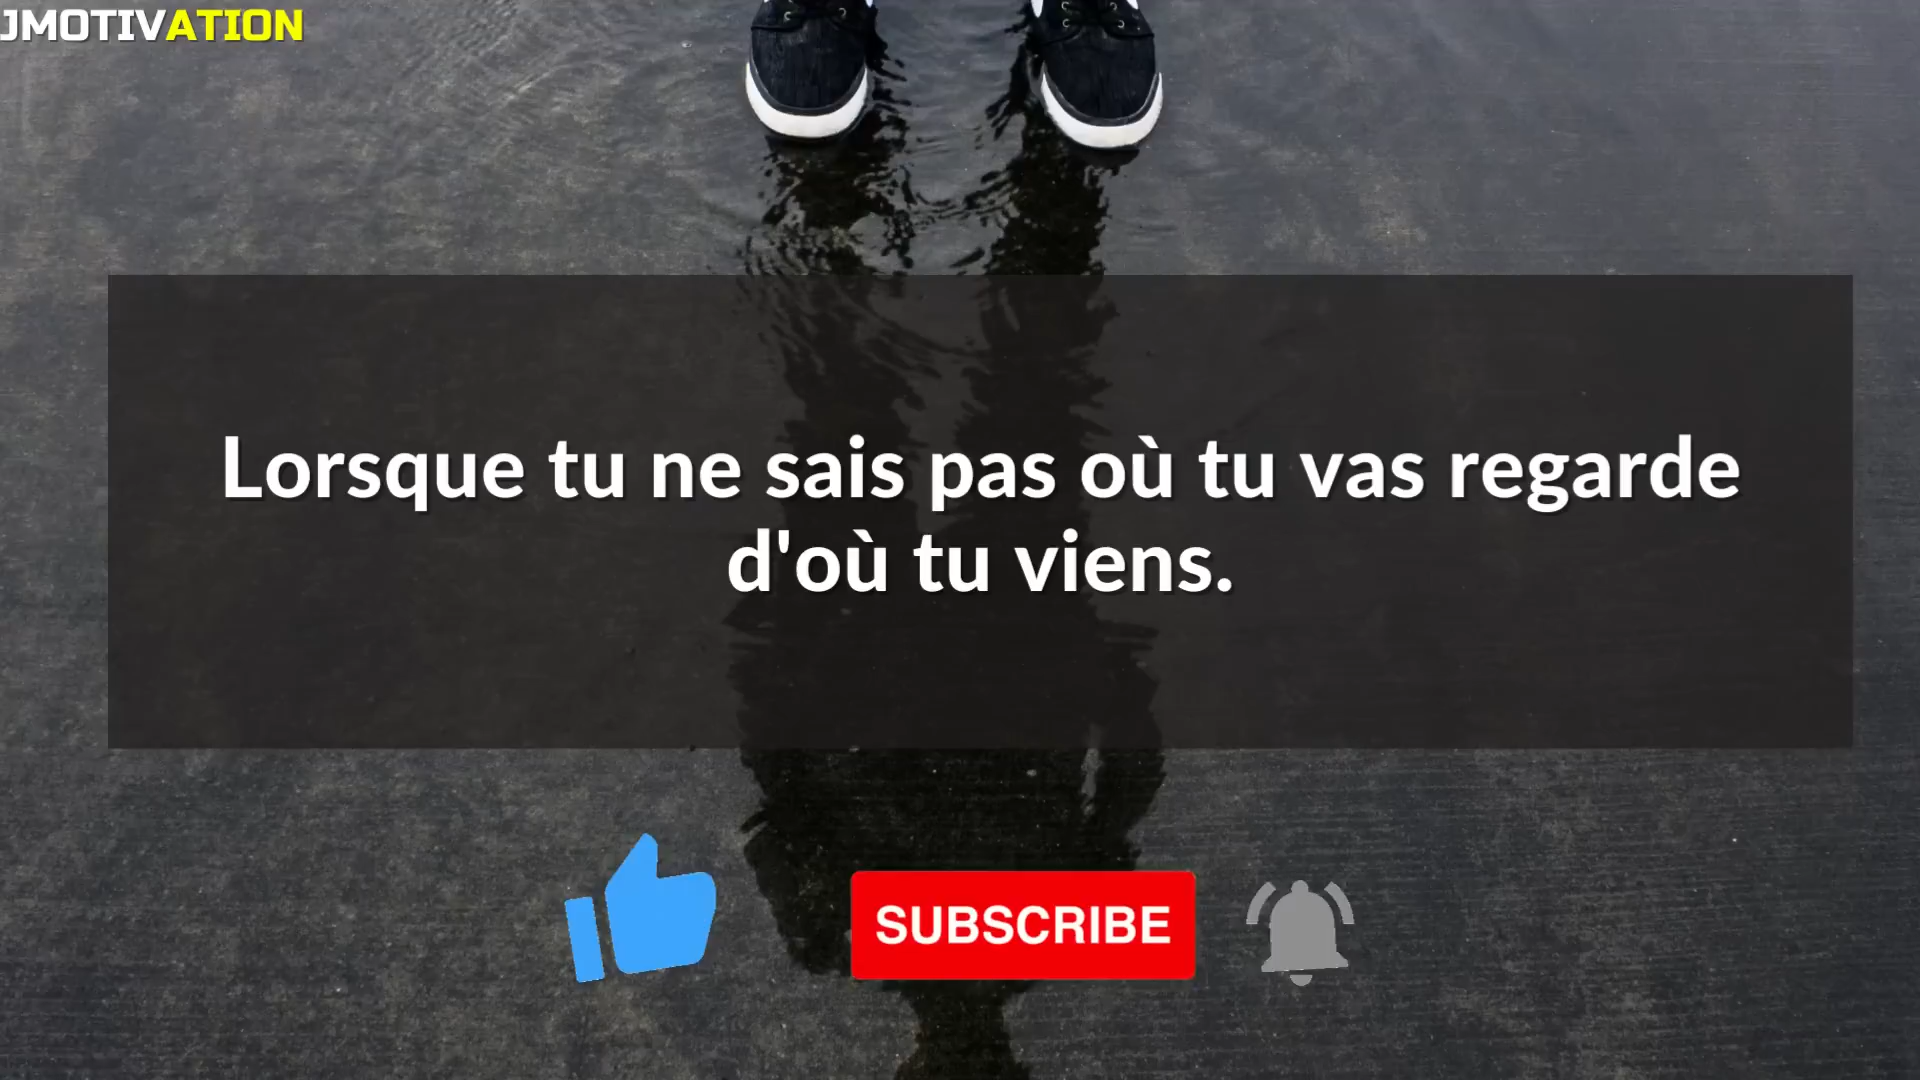 JMOTIVATION
Lorsque tu ne sais pas où tu vas regarde
d'où tu viens.
SUBSCRIBE